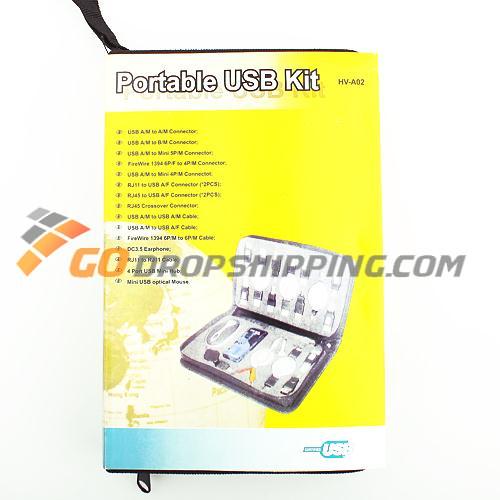 Portable USB Kit
HV-A02
USB A/M to A/M Connector;
USB A/M to B/M Connector;
USB A/M to Mini 5P/M Connector;
FireWire 1394 6P/F to 4P/M Connector;
USB A/M to Mini 4P/M Connector;
RJ11 to USB A/F Connector (*2PCS);
RJ45 to USB A/F Connector (*2PCS);
RJ45 Crossover Connector;
USB A/M to USB A/M Cable;
USB A/M to USB A/F Cable;
FireWire 1394 6P/M to 6P/M Cable;
DC3.5 Earphone;
RJ11 to RJ11 Cable;
4 Port USB Mini Hub;
Mini USB optical Mouse.
GODROPSHIPPING.COM
CERTIFIED USB